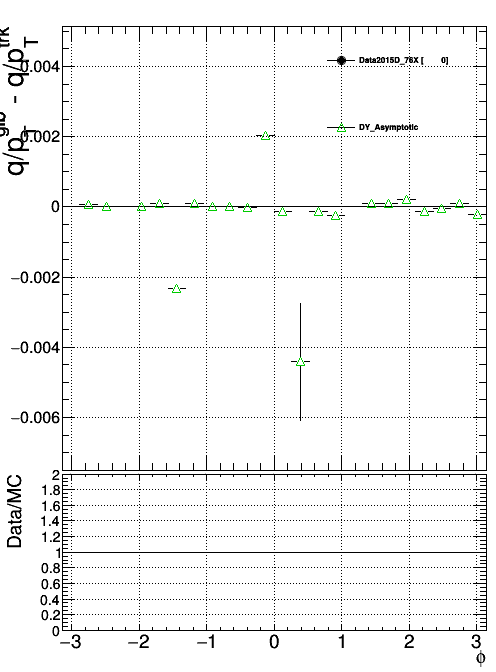 q/p_T^glb - q/p_T^trk
0.004
0.002
0
−0.002
−0.004
−0.006
Data2015D_76X [ 0]
DY_Asymptotic
Data/MC
2
1.8
1.6
1.4
1.2
1
0.8
0.6
0.4
0.2
0
−3 −2 −1 0 1 2 3
φ